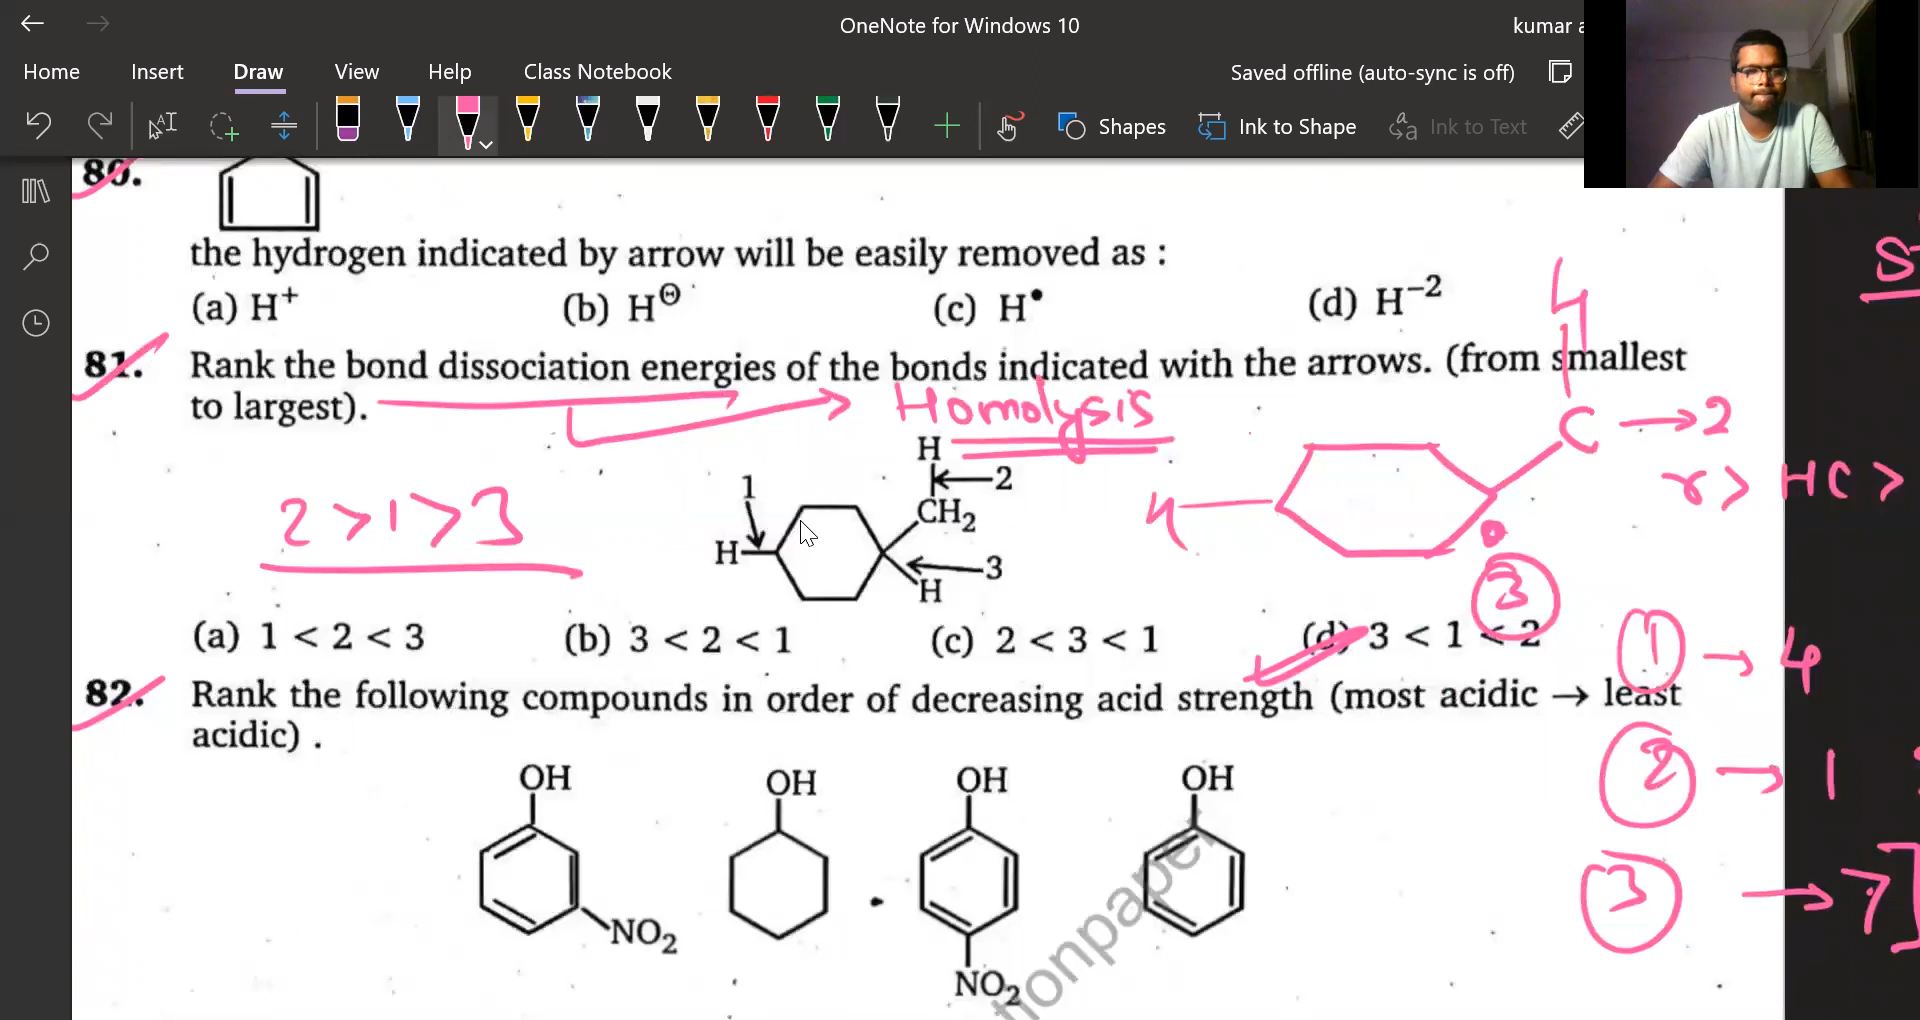 OneNote for Windows 10
kumar a
Home Insert Draw View Help Class Notebook
Saved offline (auto-sync is off)
Shapes Ink to Shape Ink to Text
80.
the hydrogen indicated by arrow will be easily removed as :
(a) H+ (b) H⊖ (c) H• (d) H−2
81. Rank the bond dissociation energies of the bonds indicated with the arrows. (from smallest
to largest).
Homolysis
H
2
1
CH2
H
3
H
2 > 1 > 3
H
C → 2
r > HC >
H
3
(a) 1 < 2 < 3 (b) 3 < 2 < 1 (c) 2 < 3 < 1 (d) 3 < 1 < 2
1 → 4
82. Rank the following compounds in order of decreasing acid strength (most acidic → least
acidic) .
2 → 1
3 → 7]
OH OH OH OH
NO2
NO2
tionpaper